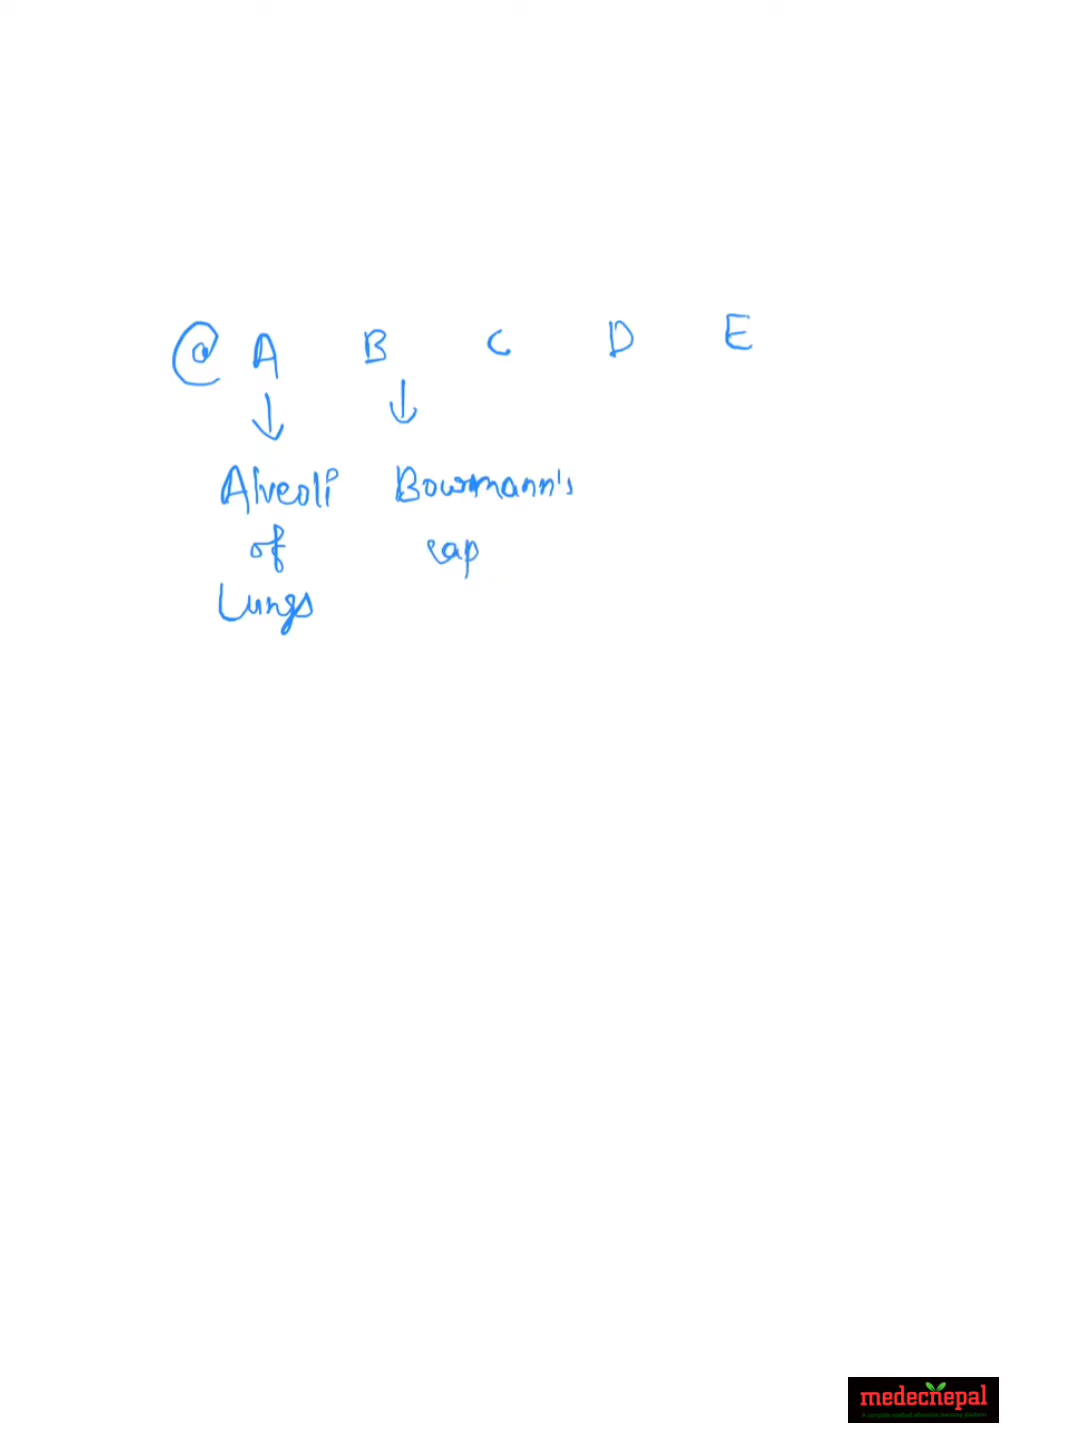 @ A B C D E
↓ ↓
Alveoli Bowmann's
of cap
Lungs
medecnepal